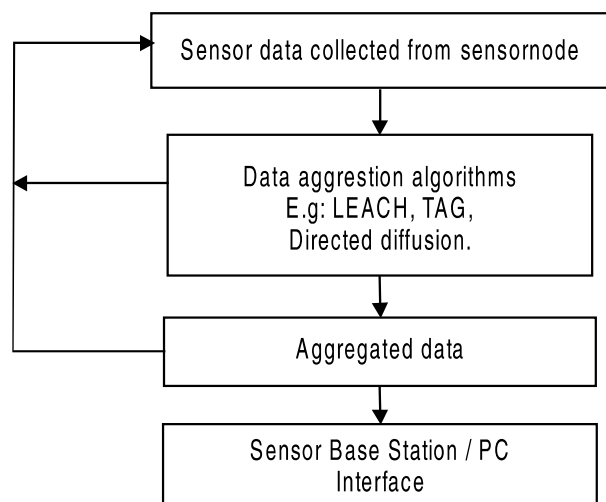 Sensor data collected from sensornode
Data aggrestion algorithms
E.g: LEACH, TAG,
Directed diffusion.
Aggregated data
Sensor Base Station / PC
Interface